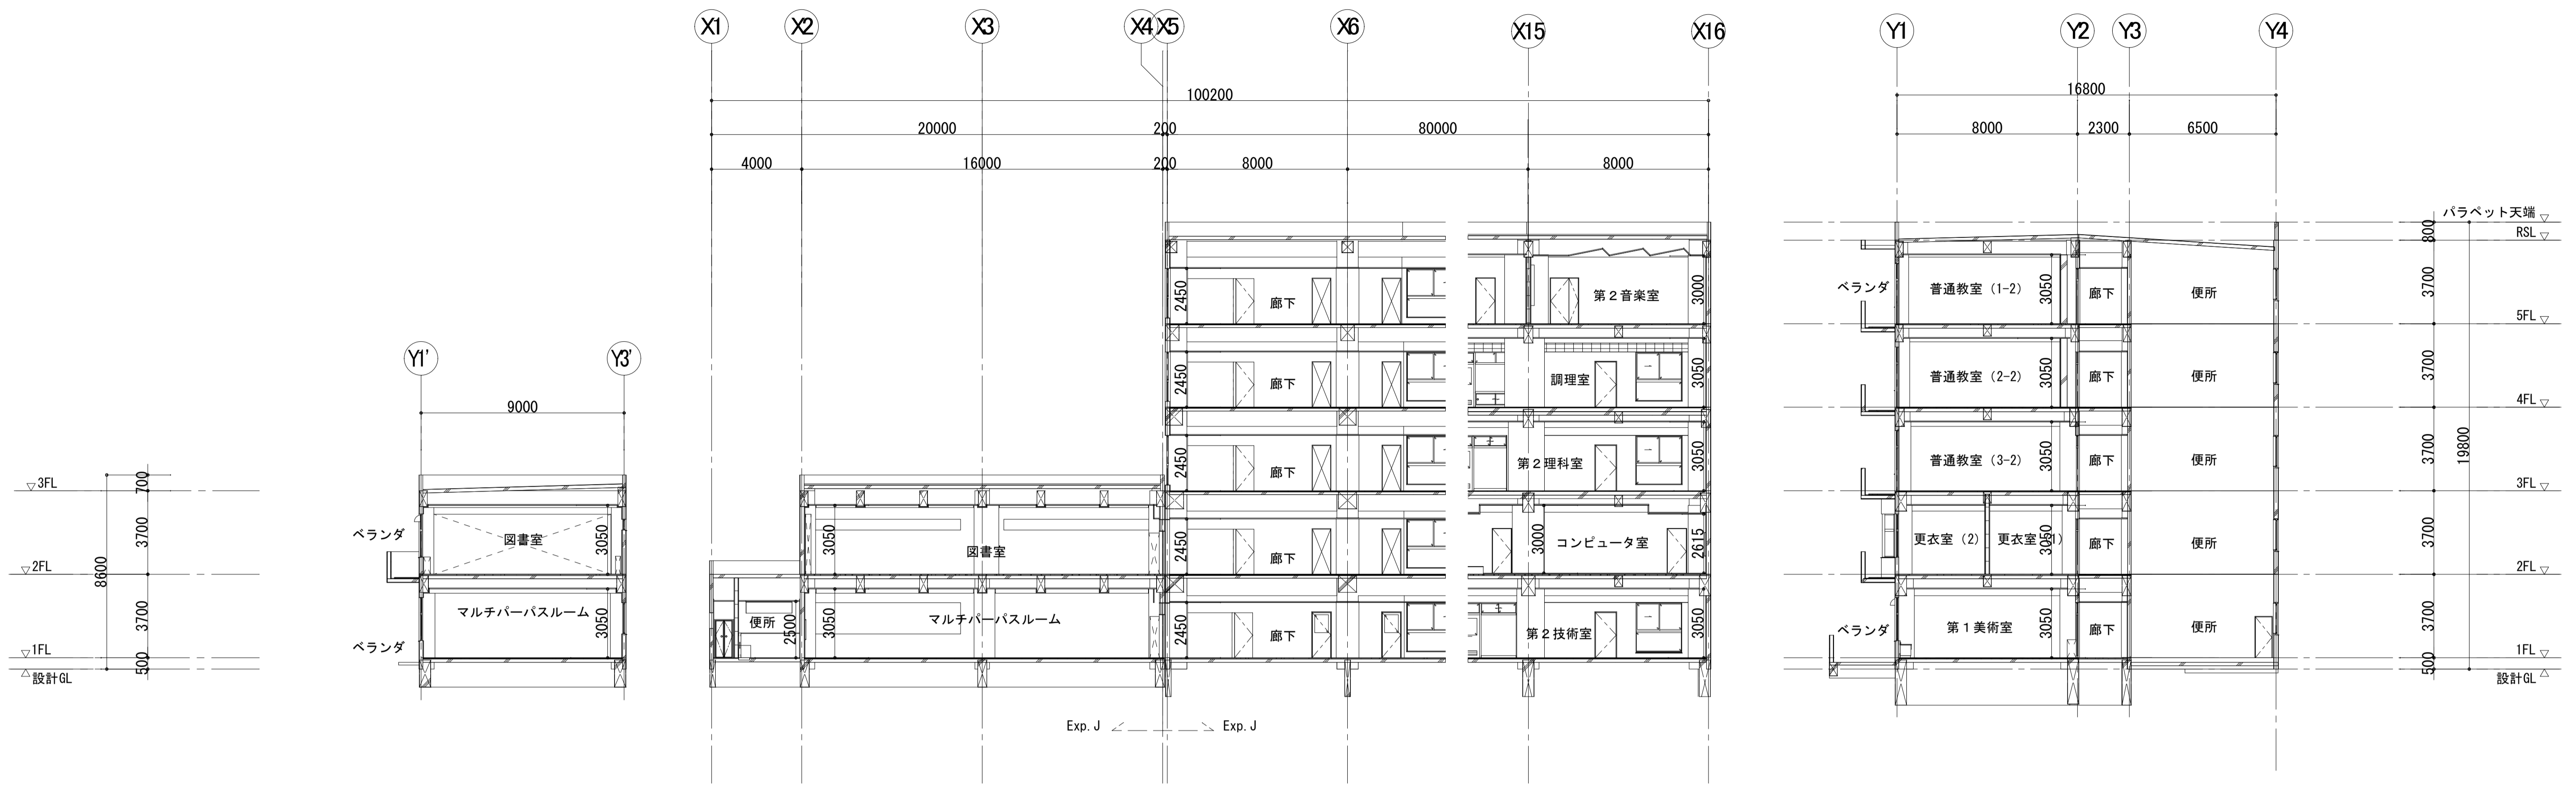 X1 X2 X3 X4 X5 X6 X15 X16 Y1 Y2 Y3 Y4
100200 16800
20000 200 80000 8000 2300 6500
4000 16000 200 8000 8000
パラペット天端
RSL
800
2450 廊下 第2音楽室 3000 ベランダ 普通教室(1-2) 3050 廊下 便所 3700
5FL
Y1' Y3'
2450 廊下 調理室 3050 普通教室(2-2) 3050 廊下 便所 3700
9000
4FL
2450 廊下 第2理科室 3050 普通教室(3-2) 3050 廊下 便所 3700 19800
3FL 700 3FL
ベランダ 図書室 3050 3700
3050 図書室 2450 廊下 3000 コンピュータ室 2615 更衣室(2) 更衣室(1) 3050 廊下 便所 3700
2FL 8600 2FL
マルチパーパスルーム 3050 3700
ベランダ
便所 2500 3050 マルチパーパスルーム 2450 廊下 第2技術室 3050 ベランダ 第1美術室 3050 廊下 便所 3700
1FL 500 1FL 500
設計GL 設計GL
Exp.J Exp.J